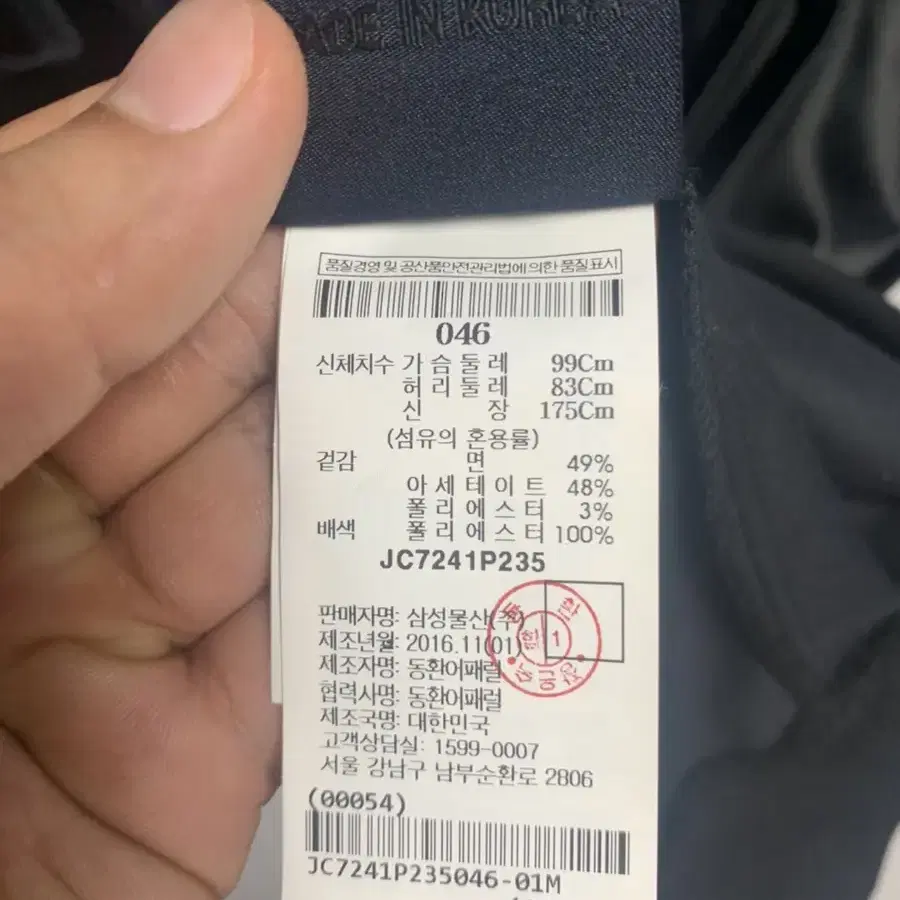 MADE IN KOREA
품질경영 및 공산품안전관리법에 의한 품질표시
046
신체치수 가슴둘레 99Cm
허리둘레 83Cm
신장 175Cm
(섬유의 혼용률)
겉감 면 49%
아세테이트 48%
폴리에스터 3%
배색 폴리에스터 100%
JC7241P235
판매자명: 삼성물산(주)
제조년월: 2016.11(01)
1
제조자명: 동환어패럴
협력사명: 동환어패럴
제조국명: 대한민국
고객상담실: 1599-0007
서울 강남구 남부순환로 2806
(00054)
JC7241P235046-01M